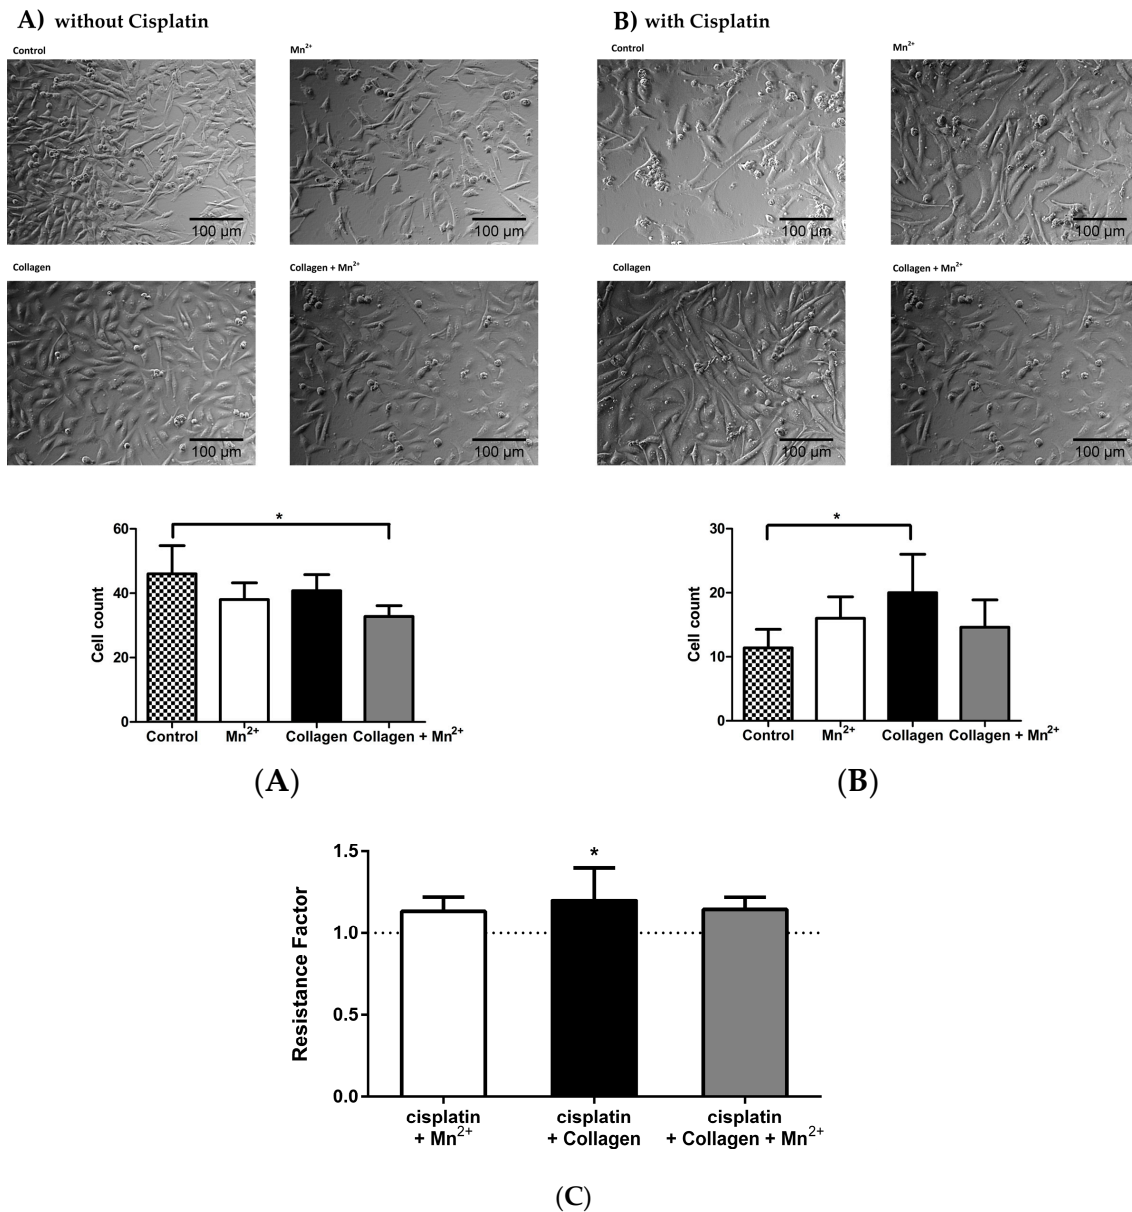 A) without Cisplatin
B) with Cisplatin
Control
Mn²⁺
Control
Mn²⁺
100 µm
100 µm
100 µm
100 µm
Collagen
Collagen + Mn²⁺
Collagen
Collagen + Mn²⁺
100 µm
100 µm
100 µm
100 µm
*
60
40
20
0
Cell count
Control
Mn²⁺
Collagen
Collagen + Mn²⁺
(A)
*
30
20
10
0
Cell count
Control
Mn²⁺
Collagen
Collagen + Mn²⁺
(B)
*
1.5
1.0
0.5
0.0
Resistance Factor
cisplatin
+ Mn²⁺
cisplatin
+ Collagen
cisplatin
+ Collagen + Mn²⁺
(C)